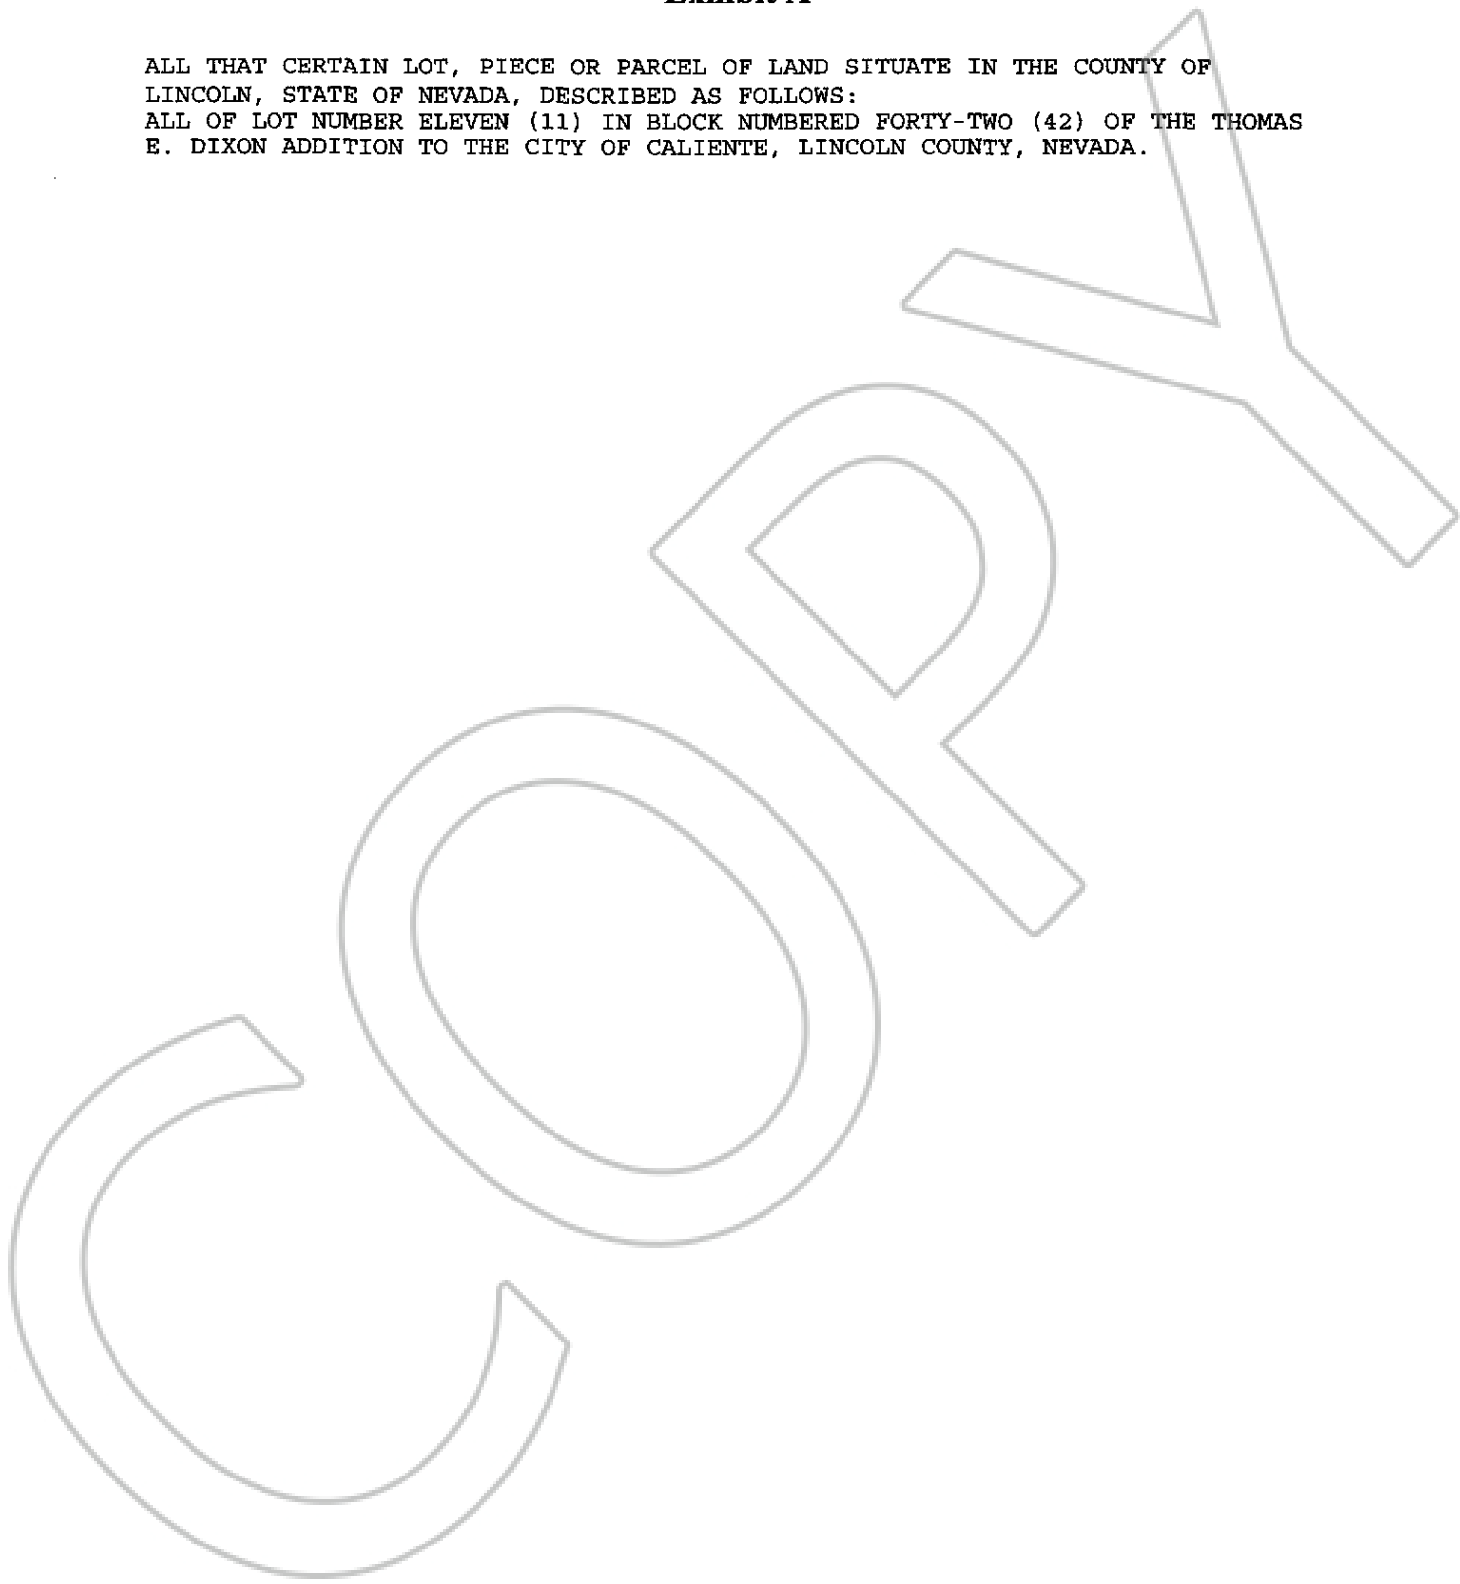 Exhibit A
ALL THAT CERTAIN LOT, PIECE OR PARCEL OF LAND SITUATE IN THE COUNTY OF
LINCOLN, STATE OF NEVADA, DESCRIBED AS FOLLOWS:
ALL OF LOT NUMBER ELEVEN (11) IN BLOCK NUMBERED FORTY-TWO (42) OF THE THOMAS
E. DIXON ADDITION TO THE CITY OF CALIENTE, LINCOLN COUNTY, NEVADA.
COPY